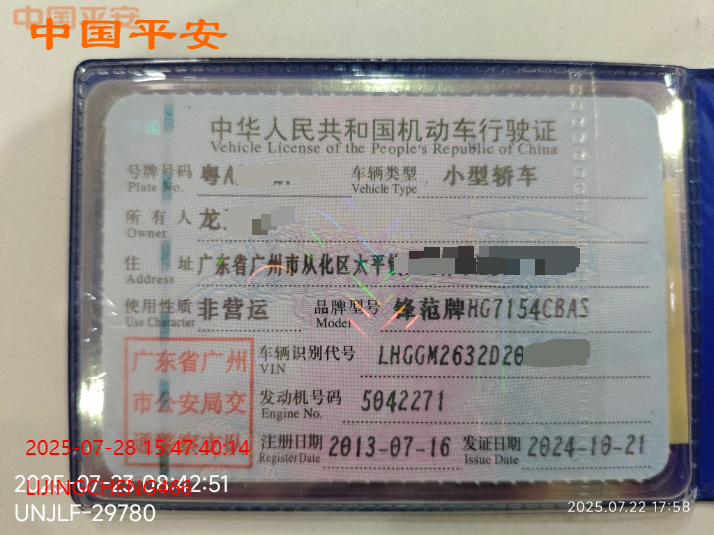 中国平安
中国平安
中华人民共和国机动车行驶证
Vehicle License of the People's Republic of China
号牌号码 粤A 车辆类型 小型轿车
Plate No. Vehicle Type
所有人 龙
Owner
住址 广东省广州市从化区太平
Address
使用性质 非营运 品牌型号 锋范牌HG7154CBAS
Use Character Model
广东省广州 车辆识别代号 LHGGM2632D20
VIN
市公安局交 发动机号码 5042271
Engine No.
注册日期 2013-07-16 发证日期 2024-10-21
Register Date Issue Date
2025-07-28 15:47:40:14
2025-07-23 08:42:51
UNJLF-29780
2025.07.22 17:58